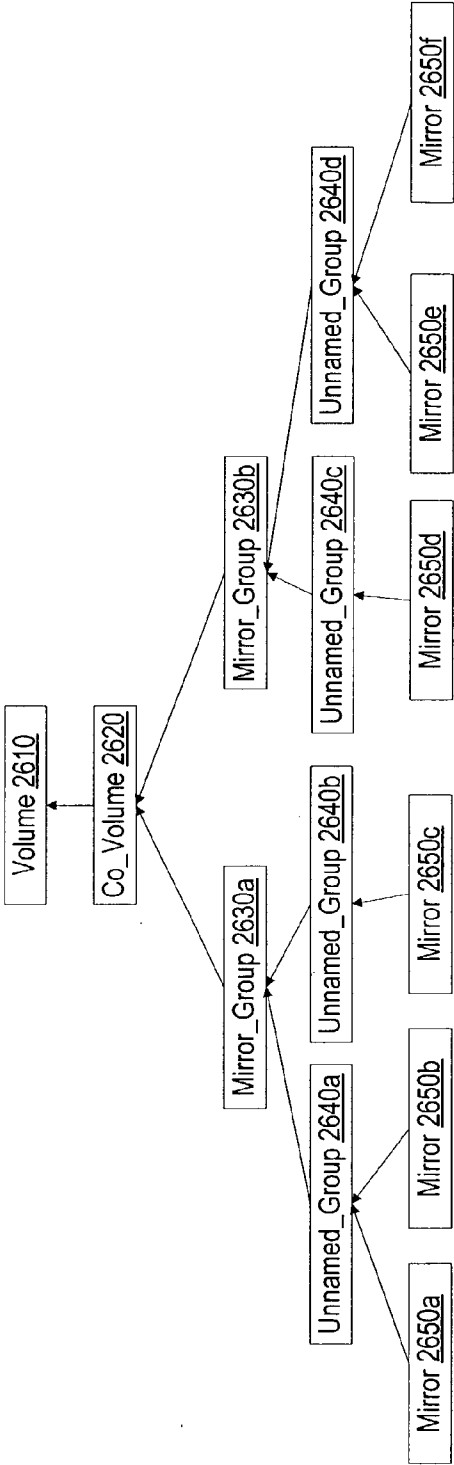 Volume 2610
Co_Volume 2620
Mirror_Group 2630a
Mirror_Group 2630b
Unnamed_Group 2640a
Unnamed_Group 2640b
Unnamed_Group 2640c
Unnamed_Group 2640d
Mirror 2650a
Mirror 2650b
Mirror 2650c
Mirror 2650d
Mirror 2650e
Mirror 2650f